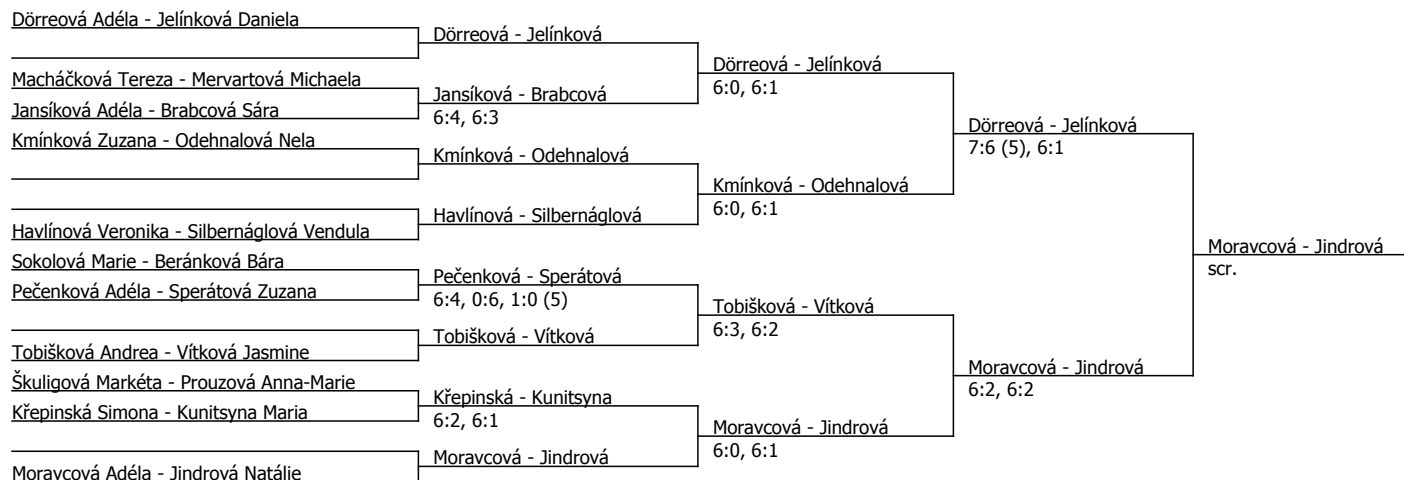 Dörreová Adéla - Jelínková Daniela
Macháčková Tereza - Mervartová Michaela
Jansíková Adéla - Brabcová Sára
Kmínková Zuzana - Odehnalová Nela
Havlínová Veronika - Silbernáglová Vendula
Sokolová Marie - Beránková Bára
Pečenková Adéla - Sperátová Zuzana
Tobišková Andrea - Vítková Jasmine
Škuligová Markéta - Prouzová Anna-Marie
Křepinská Simona - Kunitsyna Maria
Moravcová Adéla - Jindrová Natálie
Dörreová - Jelínková
Jansíková - Brabcová
6:4, 6:3
Kmínková - Odehnalová
Havlínová - Silbernáglová
Pečenková - Sperátová
6:4, 0:6, 1:0 (5)
Tobišková - Vítková
Křepinská - Kunitsyna
6:2, 6:1
Moravcová - Jindrová
Dörreová - Jelínková
6:0, 6:1
Kmínková - Odehnalová
6:0, 6:1
Tobišková - Vítková
6:3, 6:2
Moravcová - Jindrová
6:0, 6:1
Dörreová - Jelínková
7:6 (5), 6:1
Moravcová - Jindrová
6:2, 6:2
Moravcová - Jindrová
scr.